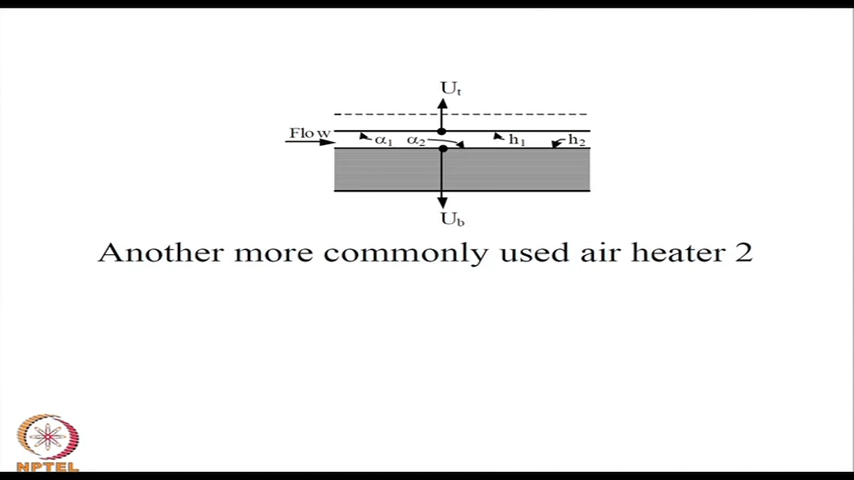 Ut
Flow α1 α2 h1 h2
Ub
Another more commonly used air heater 2
NPTEL